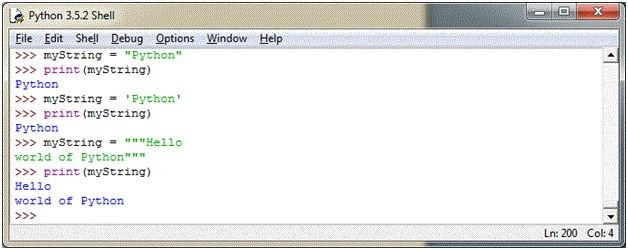 Python 3.5.2 Shell
File Edit Shell Debug Options Window Help
>>> myString = "Python"
>>> print(myString)
Python
>>> myString = 'Python'
>>> print(myString)
Python
>>> myString = """Hello
world of Python"""
>>> print(myString)
Hello
world of Python
>>>
Ln: 200 Col: 4